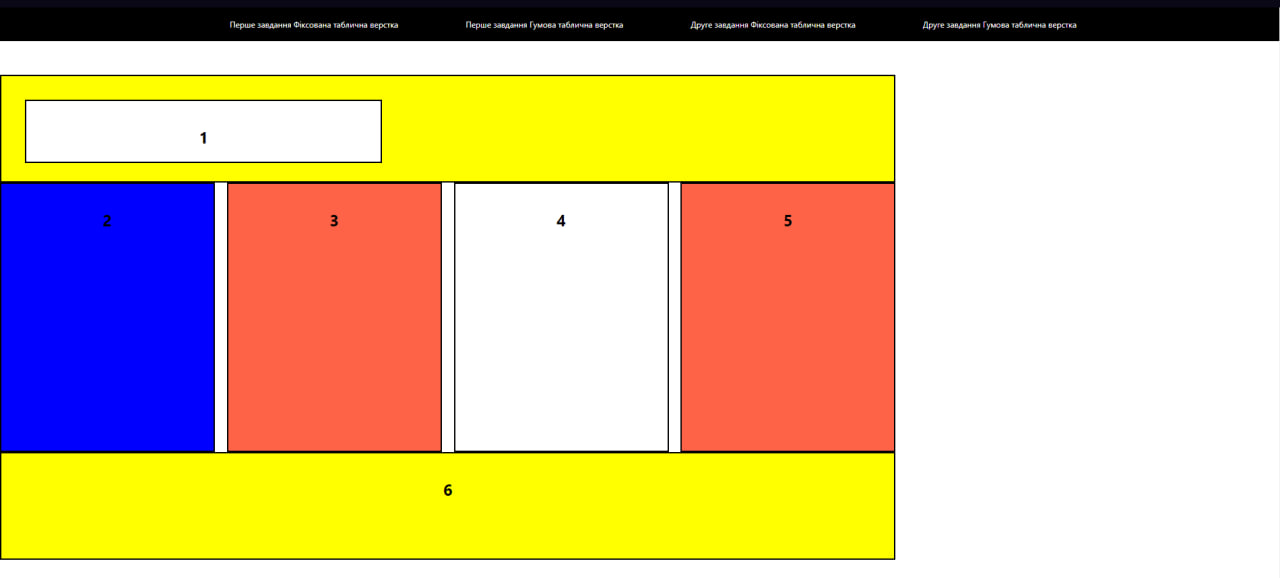 Перше завдання Фіксована таблична верстка Перше завдання Гумова таблична верстка Друге завдання Фіксована таблична верстка Друге завдання Гумова таблична верстка
1
2 3 4 5
6